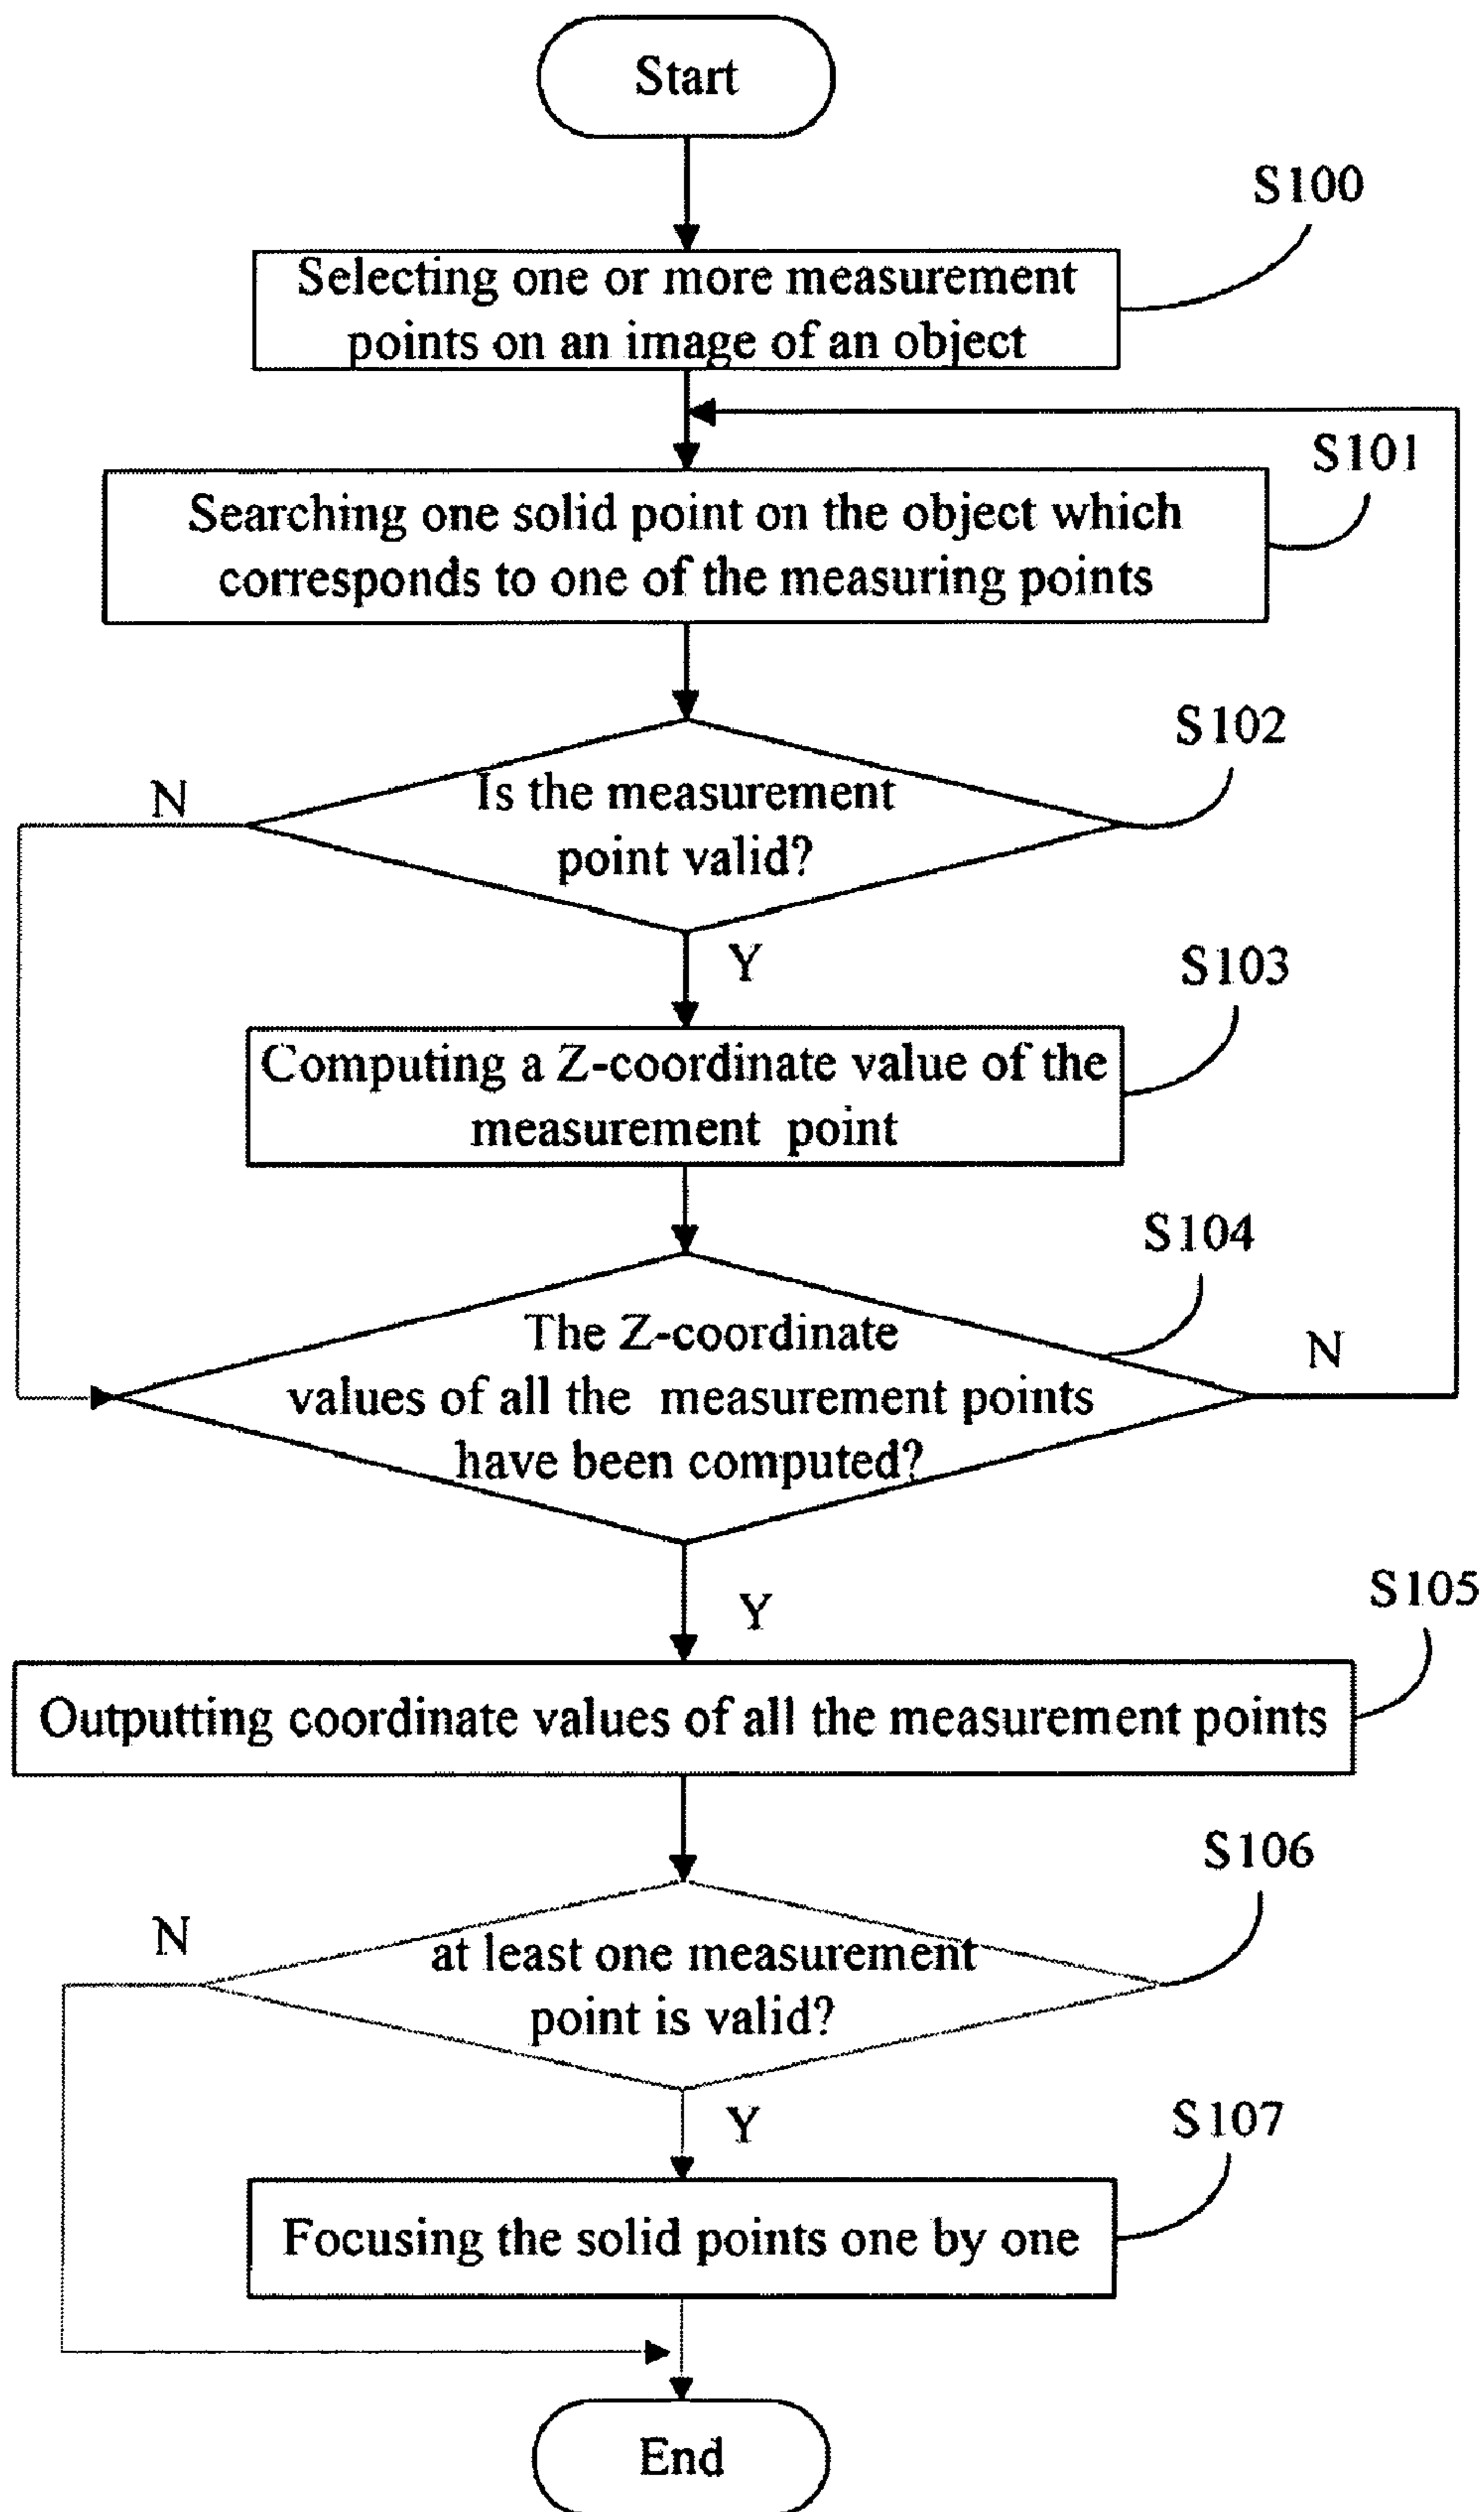 Start
S100
Selecting one or more measurement
points on an image of an object
S101
Searching one solid point on the object which
corresponds to one of the measuring points
S102
N
Is the measurement
point valid?
Y
S103
Computing a Z-coordinate value of the
measurement point
S104
The Z-coordinate
N
values of all the measurement points
have been computed?
Y
S105
Outputting coordinate values of all the measurement points
S106
N
at least one measurement
point is valid?
Y
S107
Focusing the solid points one by one
End